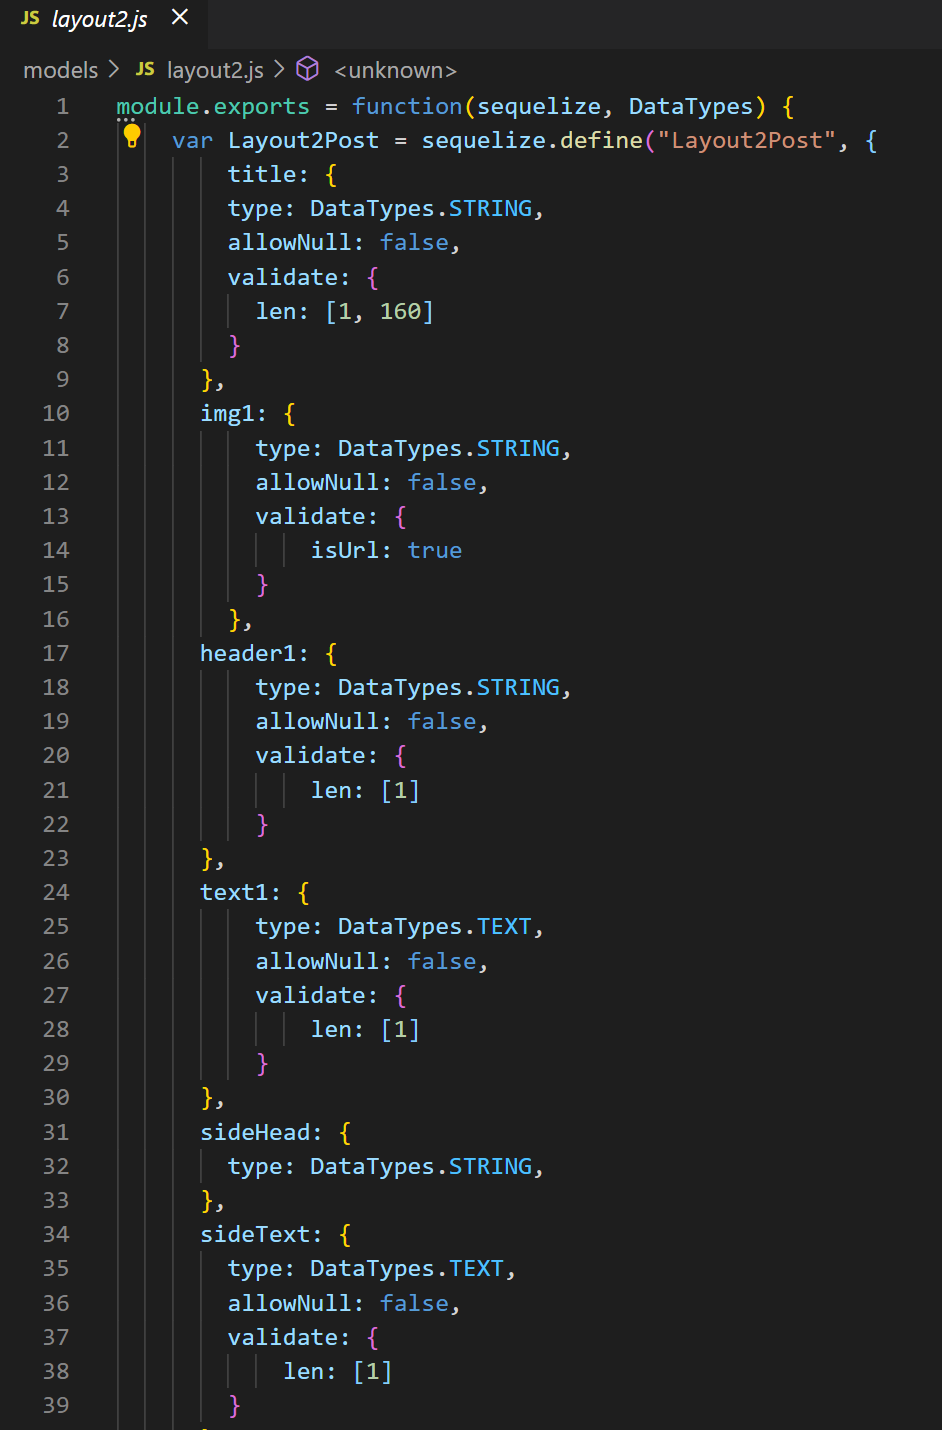 JS layout2.js ×
models > JS layout2.js > <unknown>
1 module.exports = function(sequelize, DataTypes) {
2 var Layout2Post = sequelize.define("Layout2Post", {
3 title: {
4 type: DataTypes.STRING,
5 allowNull: false,
6 validate: {
7 len: [1, 160]
8 }
9 },
10 img1: {
11 type: DataTypes.STRING,
12 allowNull: false,
13 validate: {
14 isUrl: true
15 }
16 },
17 header1: {
18 type: DataTypes.STRING,
19 allowNull: false,
20 validate: {
21 len: [1]
22 }
23 },
24 text1: {
25 type: DataTypes.TEXT,
26 allowNull: false,
27 validate: {
28 len: [1]
29 }
30 },
31 sideHead: {
32 type: DataTypes.STRING,
33 },
34 sideText: {
35 type: DataTypes.TEXT,
36 allowNull: false,
37 validate: {
38 len: [1]
39 }